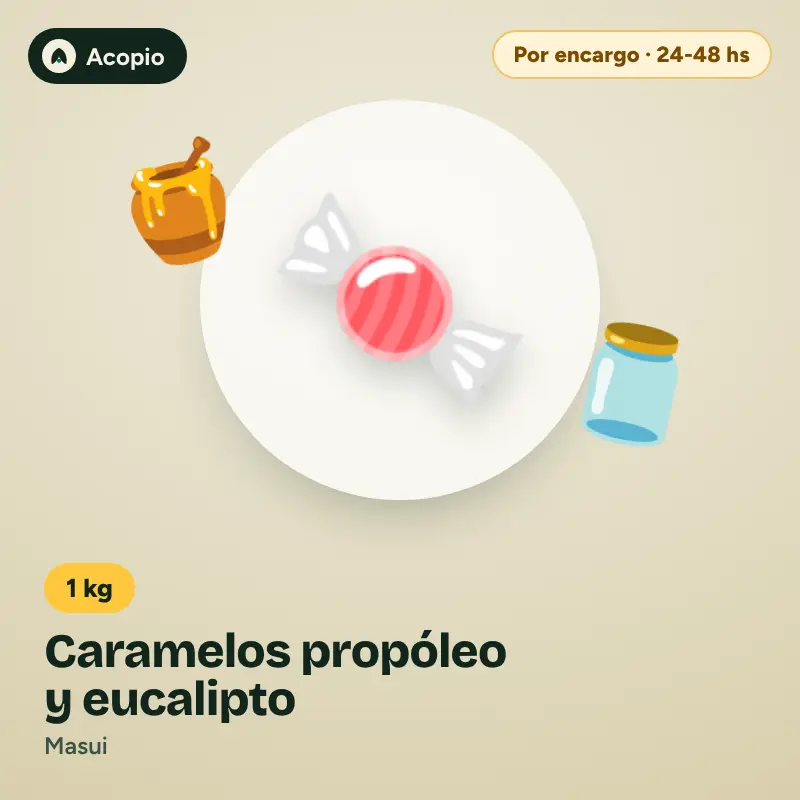 Acopio
Por encargo · 24-48 hs
1 kg
Caramelos propóleo
y eucalipto
Masui